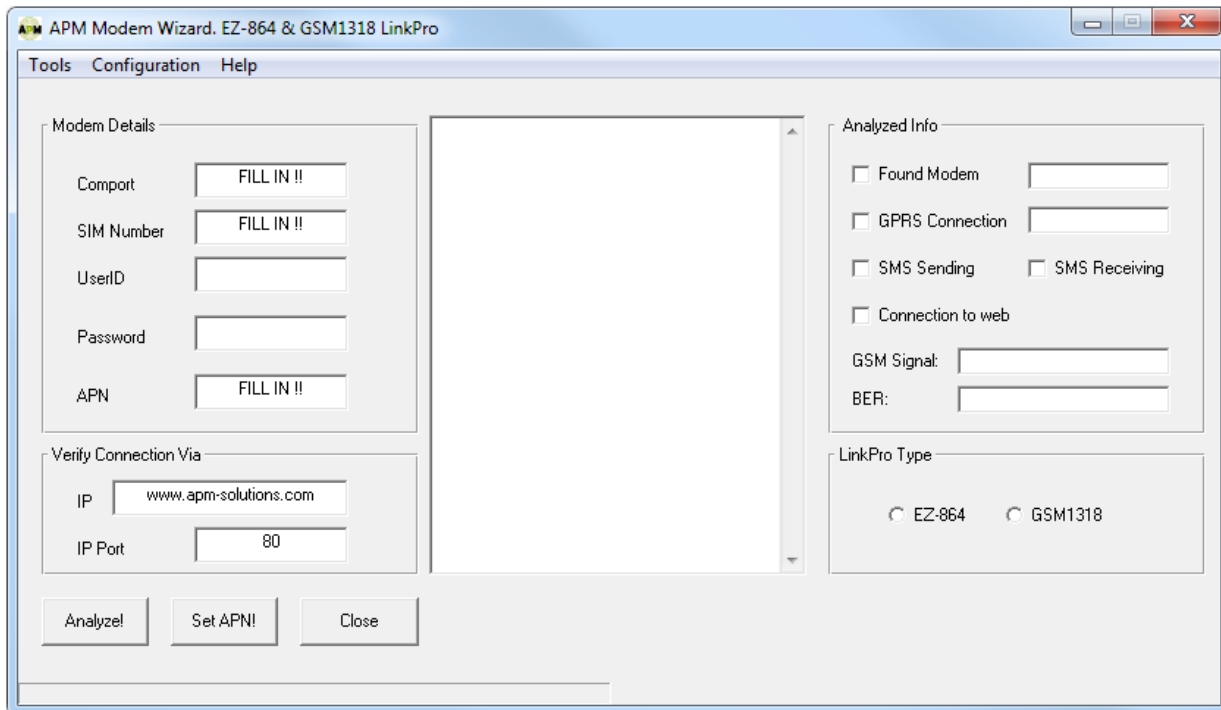 APM APM Modem Wizard. EZ-864 & GSM1318 LinkPro
Tools Configuration Help
Modem Details
Comport FILL IN !!
SIM Number FILL IN !!
UserID
Password
APN FILL IN !!
Verify Connection Via
IP www.apm-solutions.com
IP Port 80
Analyze! Set APN! Close
Analyzed Info
Found Modem
GPRS Connection
SMS Sending SMS Receiving
Connection to web
GSM Signal:
BER:
LinkPro Type
EZ-864 GSM1318